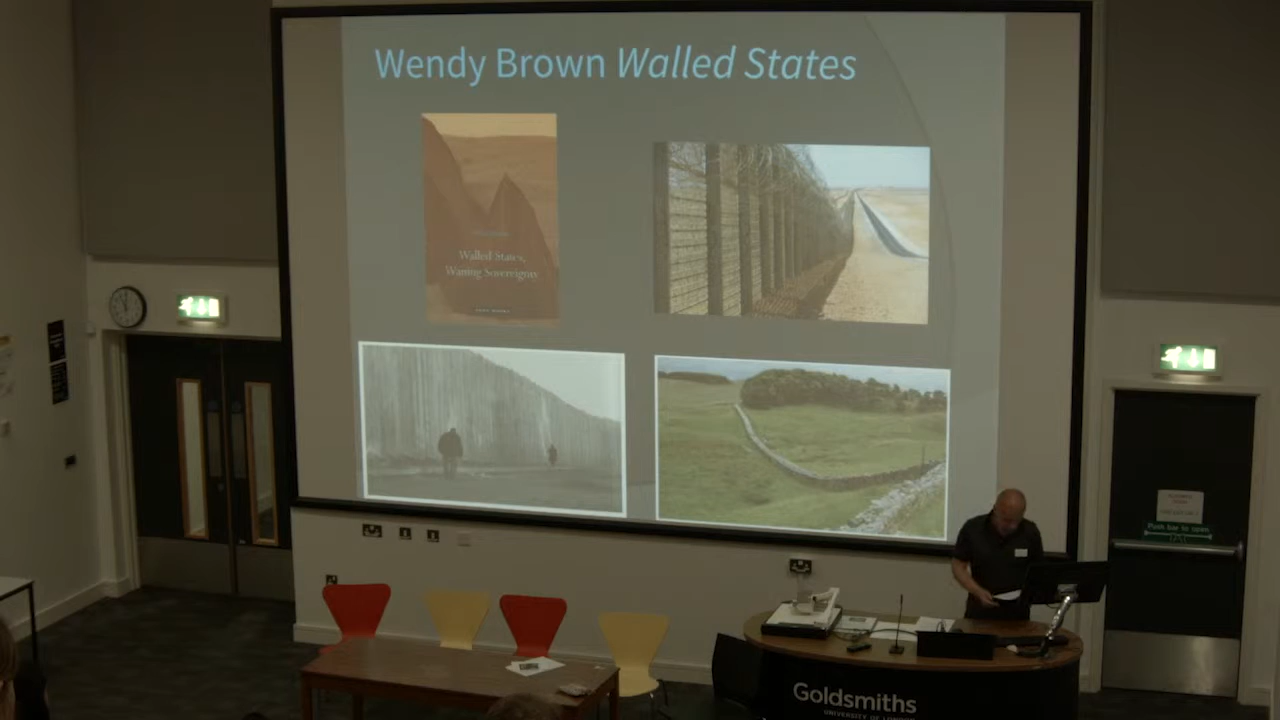 Wendy Brown Walled States
Walled States,
Waning Sovereignty
Push bar to open
Goldsmiths
UNIVERSITY OF LONDON